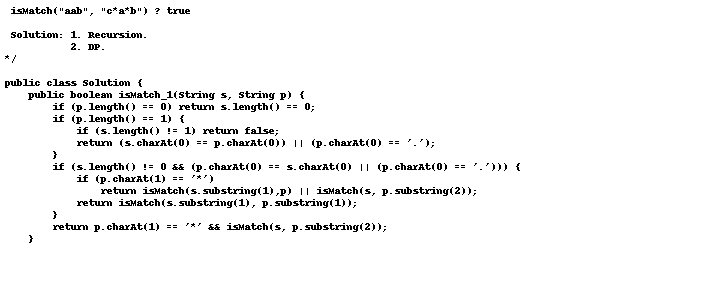 isMatch("aab", "c*a*b") ? true

Solution: 1. Recursion.
          2. DP.
*/

public class Solution {
    public boolean isMatch_1(String s, String p) {
        if (p.length() == 0) return s.length() == 0;
        if (p.length() == 1) {
            if (s.length() != 1) return false;
            return (s.charAt(0) == p.charAt(0)) || (p.charAt(0) == '.');
        }
        if (s.length() != 0 && (p.charAt(0) == s.charAt(0) || (p.charAt(0) == '.'))) {
            if (p.charAt(1) == '*')
                return isMatch(s.substring(1),p) || isMatch(s, p.substring(2));
            return isMatch(s.substring(1), p.substring(1));
        }
        return p.charAt(1) == '*' && isMatch(s, p.substring(2));
    }